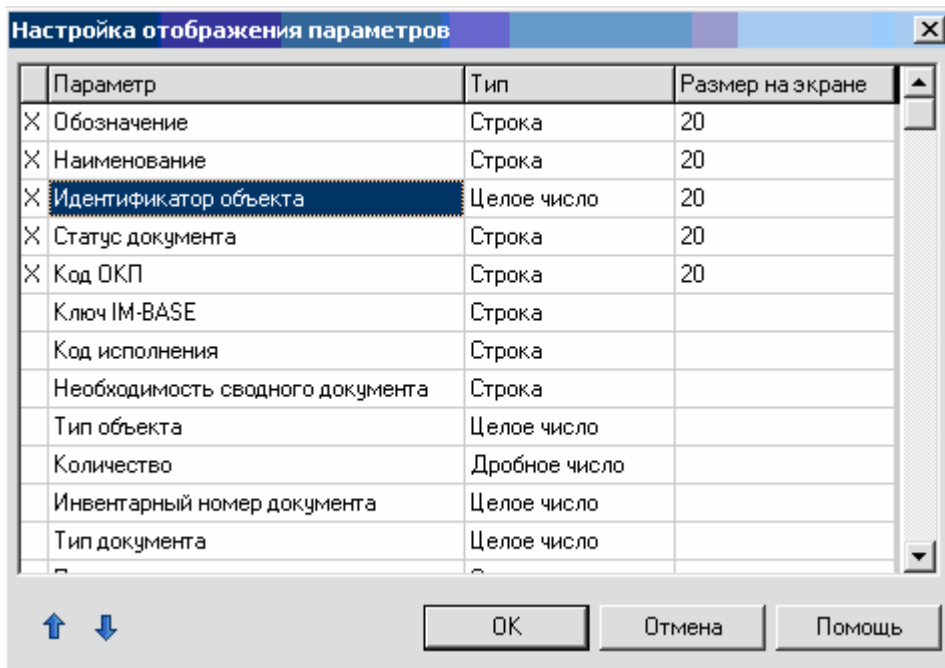 Настройка отображения параметров
Параметр Тип Размер на экране
X Обозначение Строка 20
X Наименование Строка 20
X Идентификатор объекта Целое число 20
X Статус документа Строка 20
X Код ОКП Строка 20
Ключ IM-BASE Строка
Код исполнения Строка
Необходимость сводного документа Строка
Тип объекта Целое число
Количество Дробное число
Инвентарный номер документа Целое число
Тип документа Целое число
OK Отмена Помощь